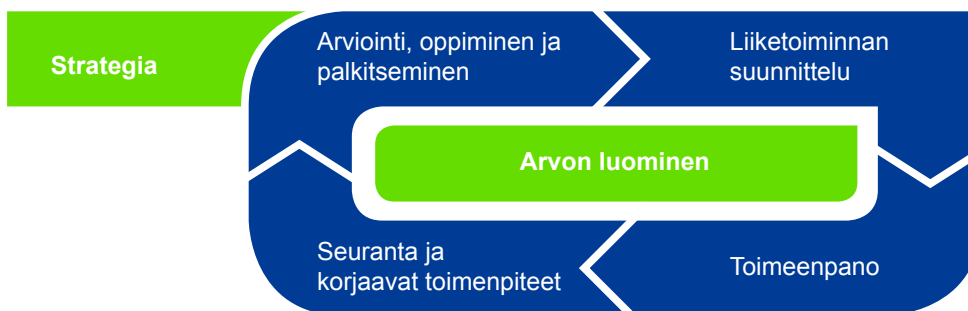 Strategia
Arviointi, oppiminen ja
palkitseminen
Liiketoiminnan
suunnittelu
Arvon luominen
Seuranta ja
korjaavat toimenpiteet
Toimeenpano